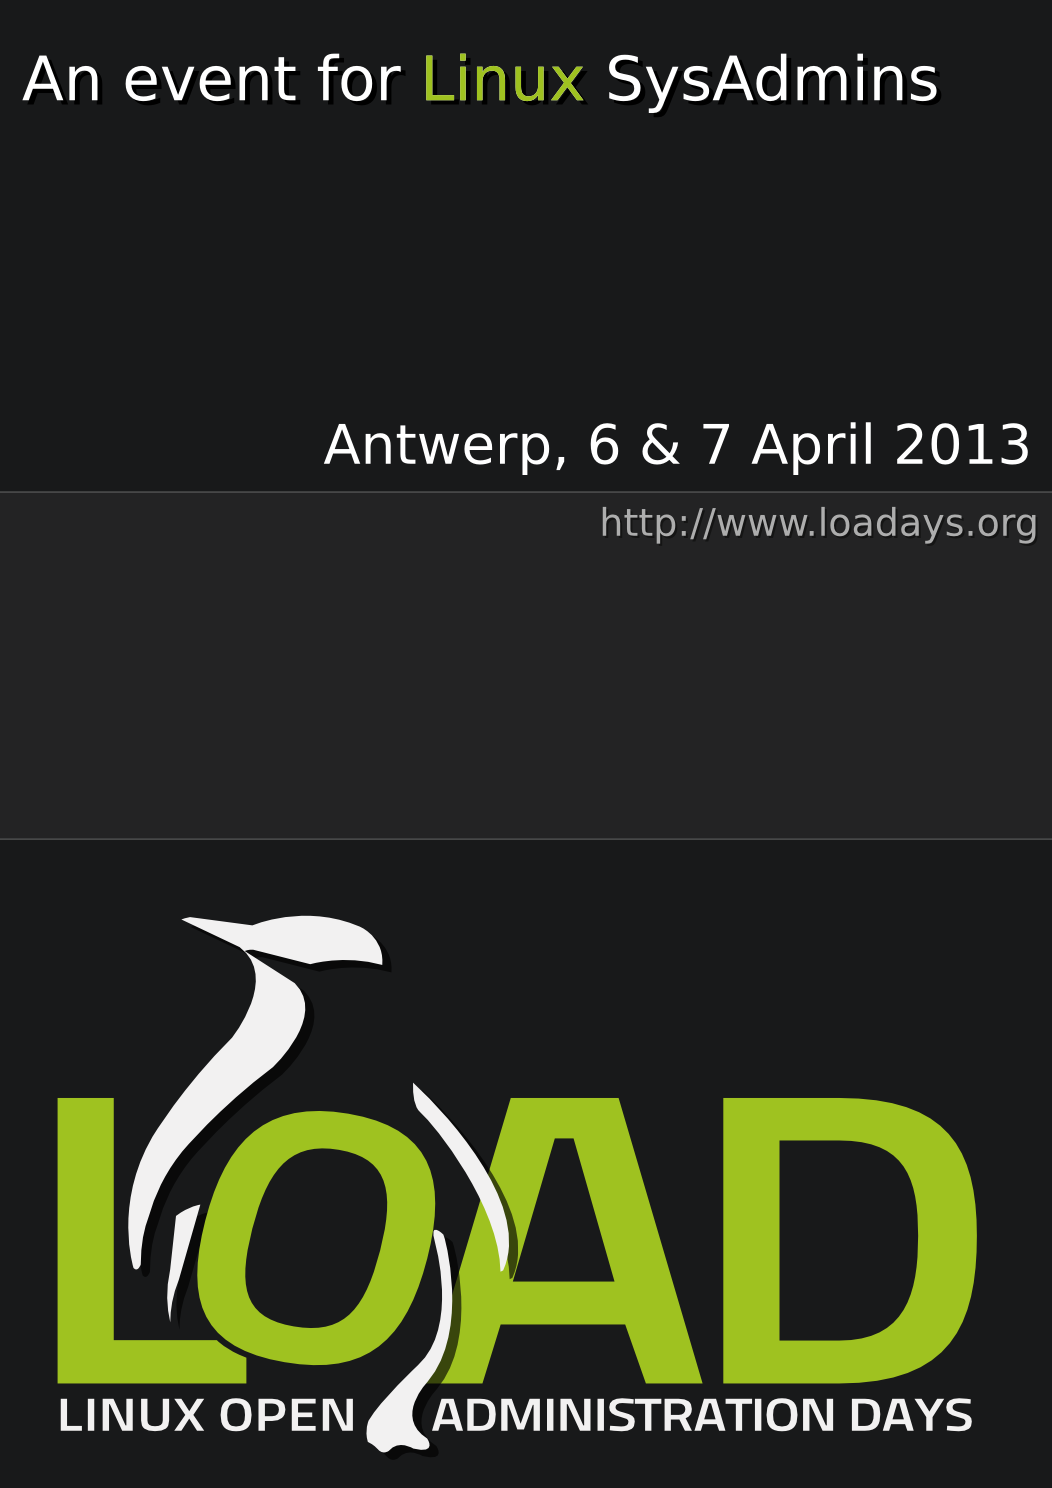 An event for Linux SysAdmins
Antwerp, 6 & 7 April 2013
http://www.loadays.org
LOAD
LINUX OPEN ADMINISTRATION DAYS